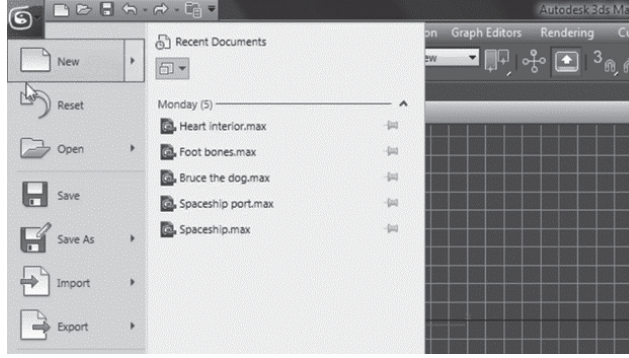 Autodesk 3ds Ma
Graph Editors Rendering
New
Reset
Open
Save
Save As
Import
Export
Recent Documents
Monday (5)
Heart interior.max
Foot bones.max
Bruce the dog.max
Spaceship port.max
Spaceship.max
3